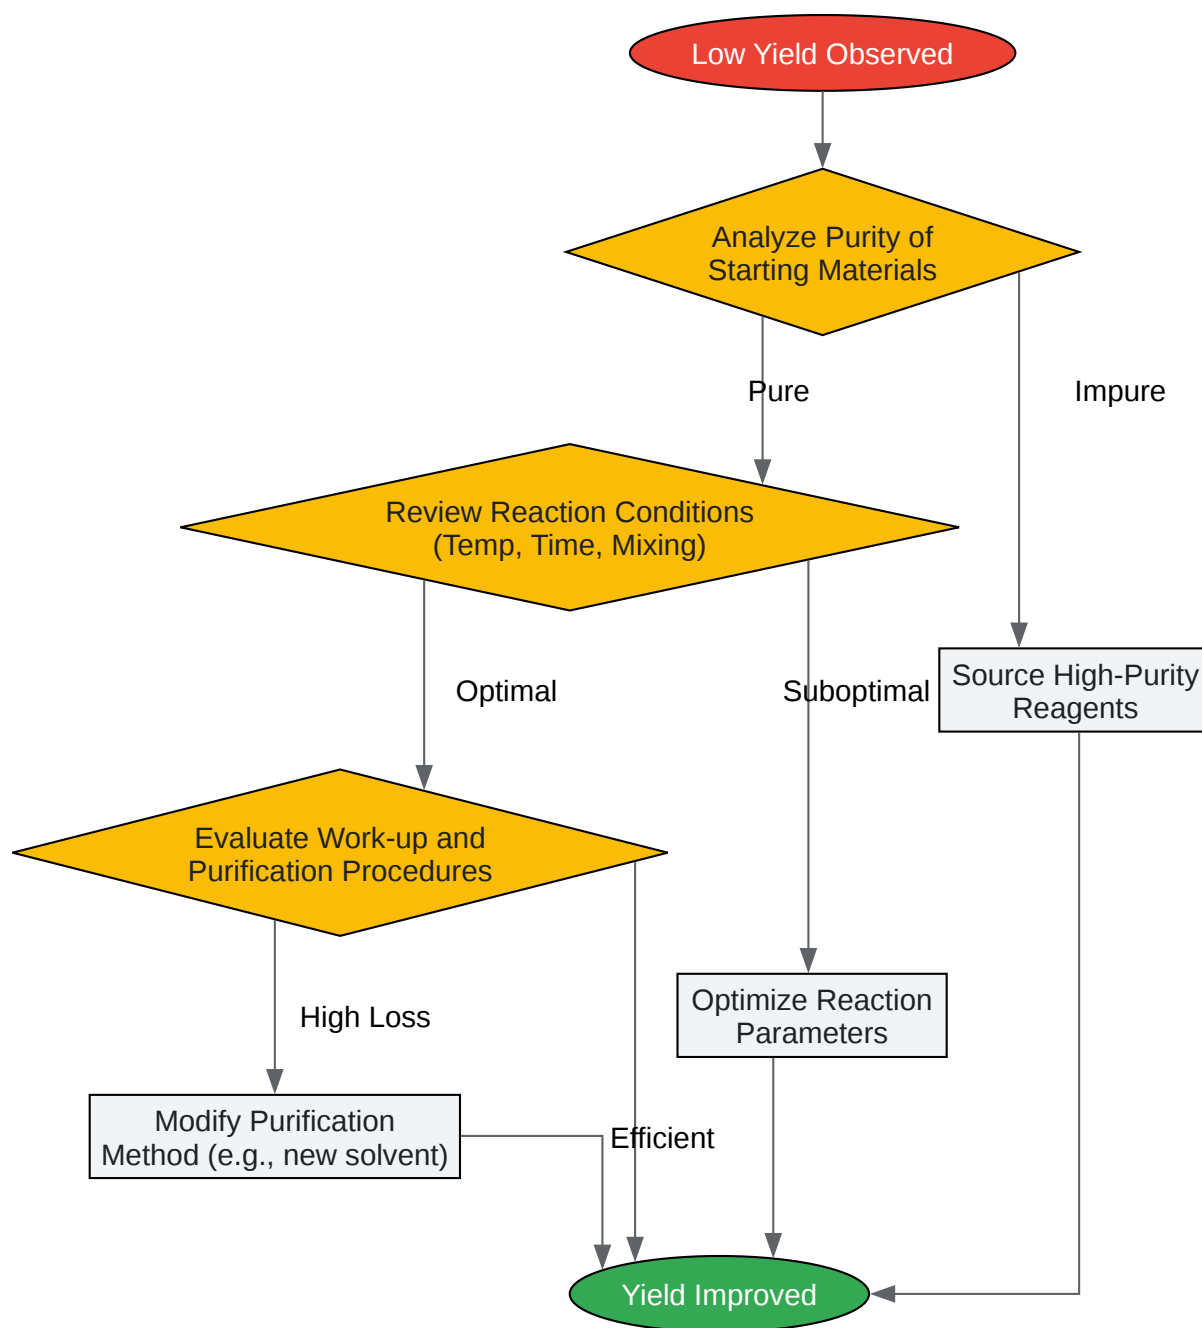 Low Yield Observed
Analyze Purity of
Starting Materials
Pure
Impure
Review Reaction Conditions
(Temp, Time, Mixing)
Optimal
Suboptimal
Source High-Purity
Reagents
Evaluate Work-up and
Purification Procedures
High Loss
Optimize Reaction
Parameters
Modify Purification
Method (e.g., new solvent)
Efficient
Yield Improved